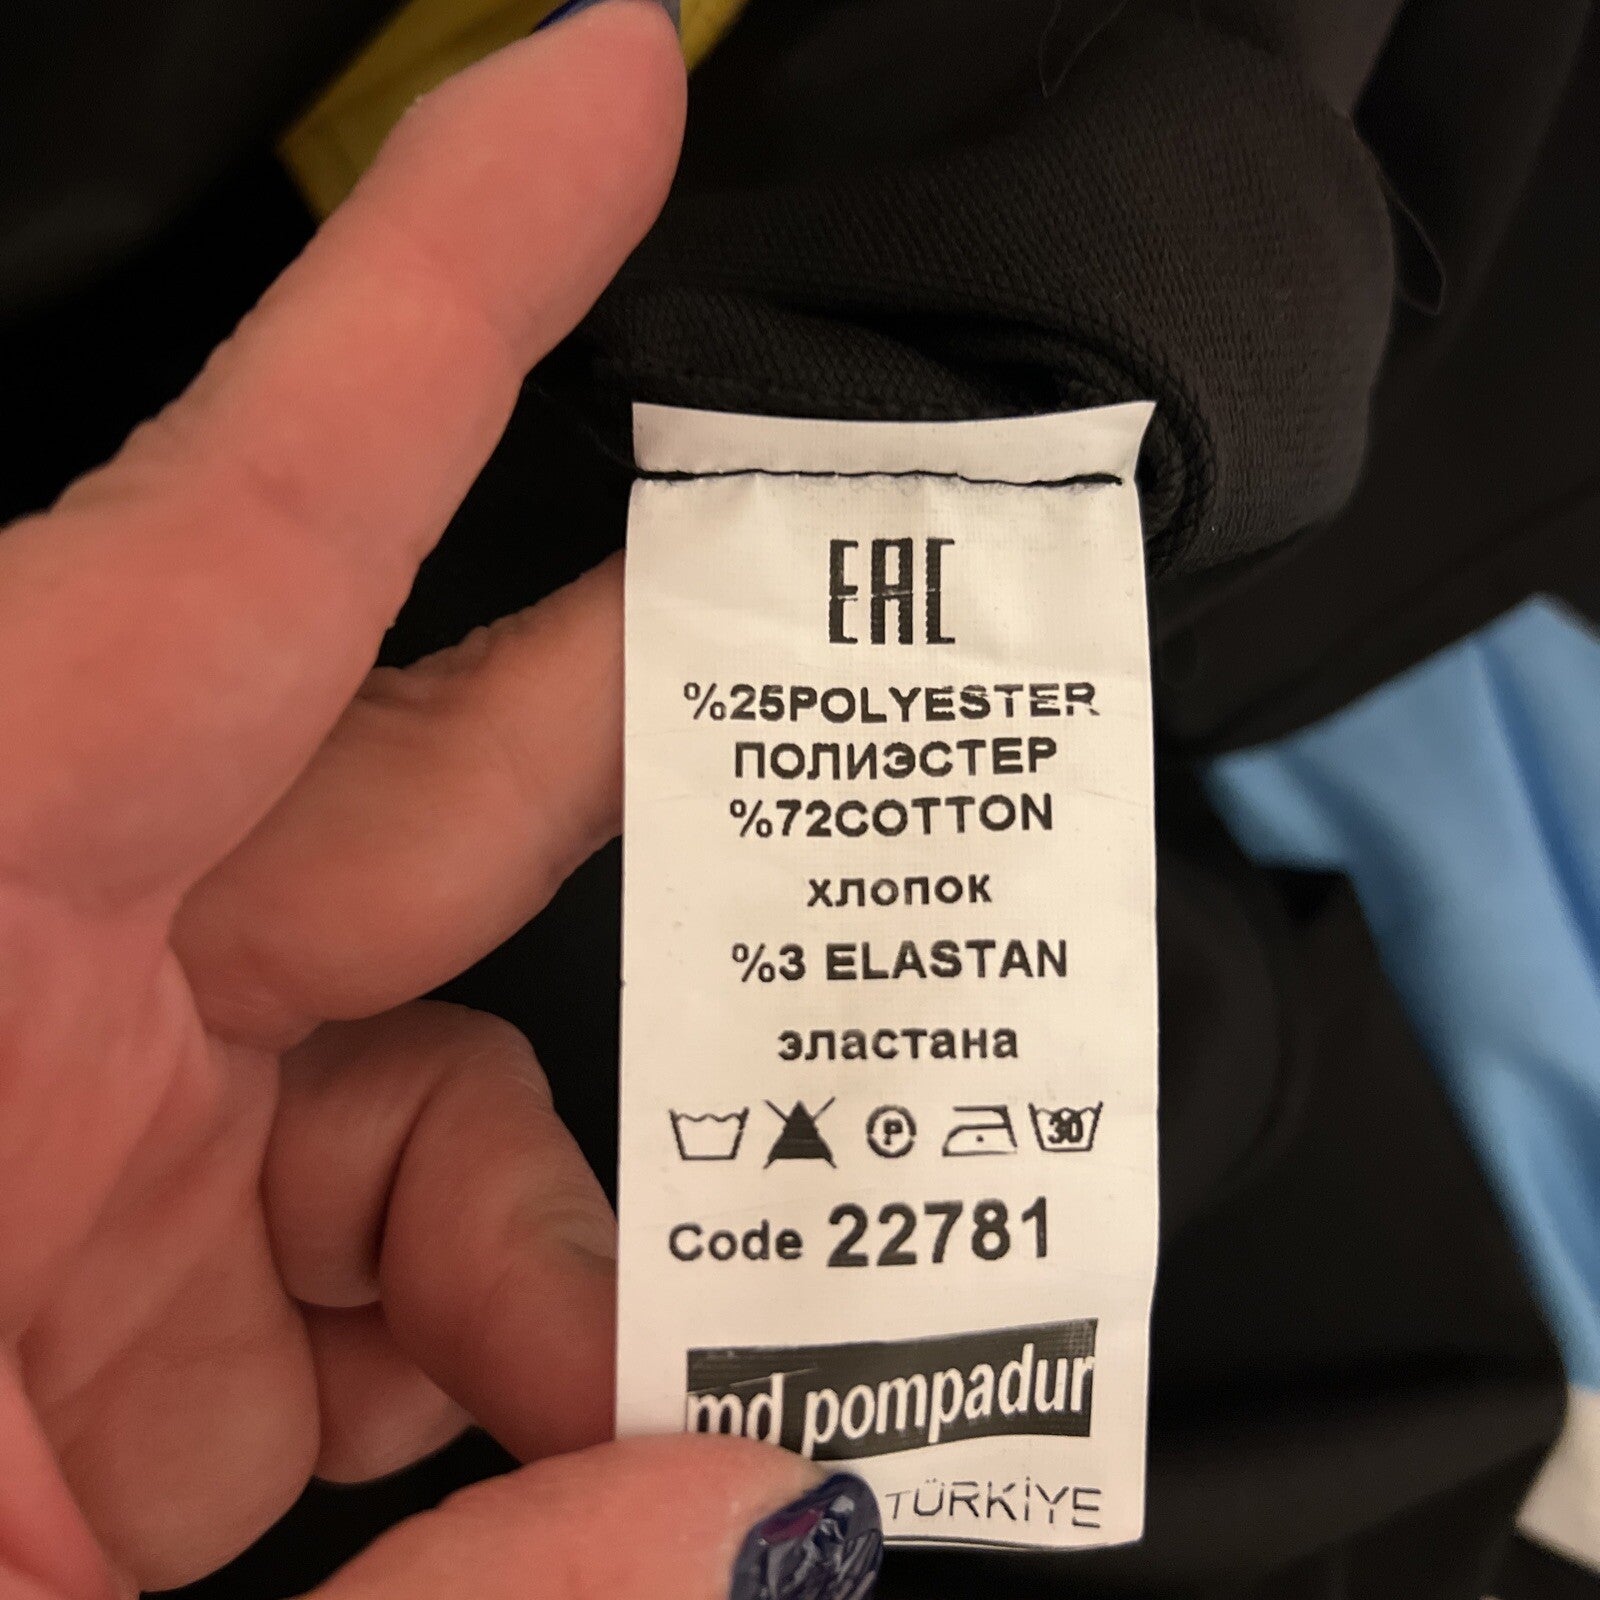 EAC
%25POLYESTER
ПОЛИЭСТЕР
%72COTTON
хлопок
%3 ELASTAN
эластана
P 30
Code 22781
md pompadur
TÜRKİYE